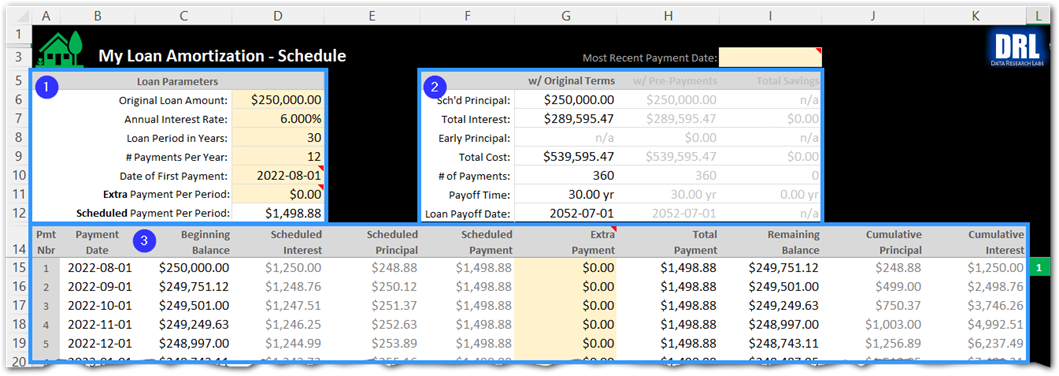 A B C D E F G H I J K L
1
3 My Loan Amortization - Schedule Most Recent Payment Date: DRL
DATA RESEARCH LABS
5 1 Loan Parameters 2 w/ Original Terms w/ Pre-Payments Total Savings
6 Original Loan Amount: $250,000.00 Sch'd Principal: $250,000.00 $250,000.00 n/a
7 Annual Interest Rate: 6.000% Total Interest: $289,595.47 $289,595.47 $0.00
8 Loan Period in Years: 30 Early Principal: n/a $0.00 n/a
9 # Payments Per Year: 12 Total Cost: $539,595.47 $539,595.47 $0.00
10 Date of First Payment: 2022-08-01 # of Payments: 360 360 0
11 Extra Payment Per Period: $0.00 Payoff Time: 30.00 yr 30.00 yr 0.00 yr
12 Scheduled Payment Per Period: $1,498.88 Loan Payoff Date: 2052-07-01 2052-07-01 n/a
Pmt Payment 3 Beginning Scheduled Scheduled Scheduled Extra Total Remaining Cumulative Cumulative
14 Nbr Date Balance Interest Principal Payment Payment Payment Balance Principal Interest
15 1 2022-08-01 $250,000.00 $1,250.00 $248.88 $1,498.88 $0.00 $1,498.88 $249,751.12 $248.88 $1,250.00 1
16 2 2022-09-01 $249,751.12 $1,248.76 $250.12 $1,498.88 $0.00 $1,498.88 $249,501.00 $499.00 $2,498.76
17 3 2022-10-01 $249,501.00 $1,247.51 $251.37 $1,498.88 $0.00 $1,498.88 $249,249.63 $750.37 $3,746.26
18 4 2022-11-01 $249,249.63 $1,246.25 $252.63 $1,498.88 $0.00 $1,498.88 $248,997.00 $1,003.00 $4,992.51
19 5 2022-12-01 $248,997.00 $1,244.99 $253.89 $1,498.88 $0.00 $1,498.88 $248,743.11 $1,256.89 $6,237.49
20